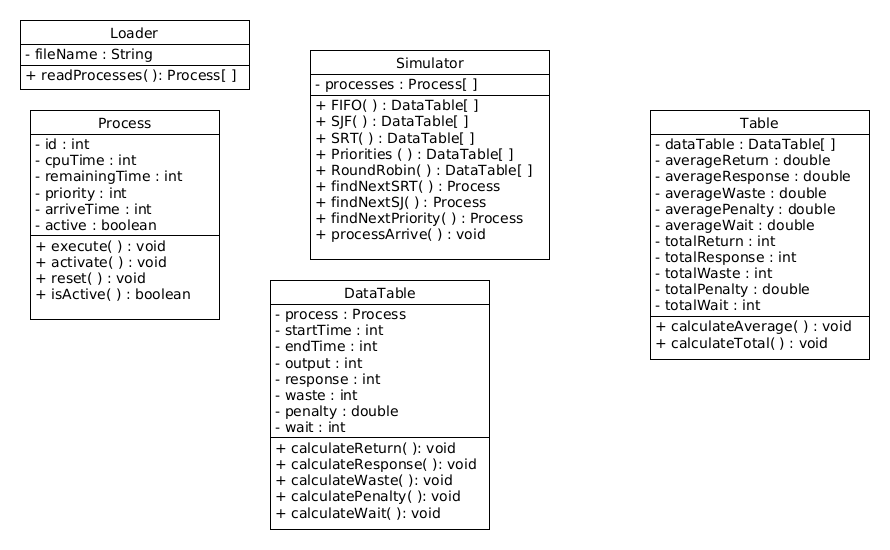 Loader
- fileName : String
+ readProcesses( ): Process[ ]
Process
- id : int
- cpuTime : int
- remainingTime : int
- priority : int
- arriveTime : int
- active : boolean
+ execute( ) : void
+ activate( ) : void
+ reset( ) : void
+ isActive( ) : boolean
Simulator
- processes : Process[ ]
+ FIFO( ) : DataTable[ ]
+ SJF( ) : DataTable[ ]
+ SRT( ) : DataTable[ ]
+ Priorities ( ) : DataTable[ ]
+ RoundRobin( ) : DataTable[ ]
+ findNextSRT( ) : Process
+ findNextSJ( ) : Process
+ findNextPriority( ) : Process
+ processArrive( ) : void
DataTable
- process : Process
- startTime : int
- endTime : int
- output : int
- response : int
- waste : int
- penalty : double
- wait : int
+ calculateReturn( ): void
+ calculateResponse( ): void
+ calculateWaste( ): void
+ calculatePenalty( ): void
+ calculateWait( ): void
Table
- dataTable : DataTable[ ]
- averageReturn : double
- averageResponse : double
- averageWaste : double
- averagePenalty : double
- averageWait : double
- totalReturn : int
- totalResponse : int
- totalWaste : int
- totalPenalty : double
- totalWait : int
+ calculateAverage( ) : void
+ calculateTotal( ) : void